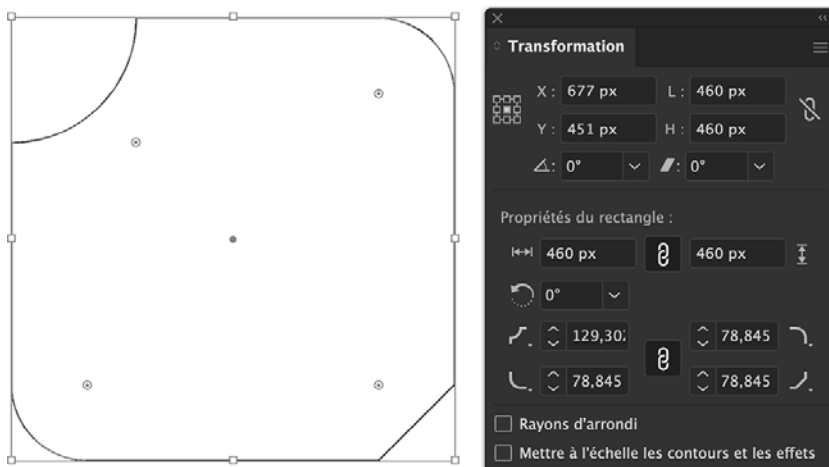 Transformation
X : 677 px L : 460 px
Y : 451 px H : 460 px
: 0° : 0°
Propriétés du rectangle :
460 px 460 px
0°
129,302 78,845
78,845 78,845
Rayons d'arrondi
Mettre à l'échelle les contours et les effets